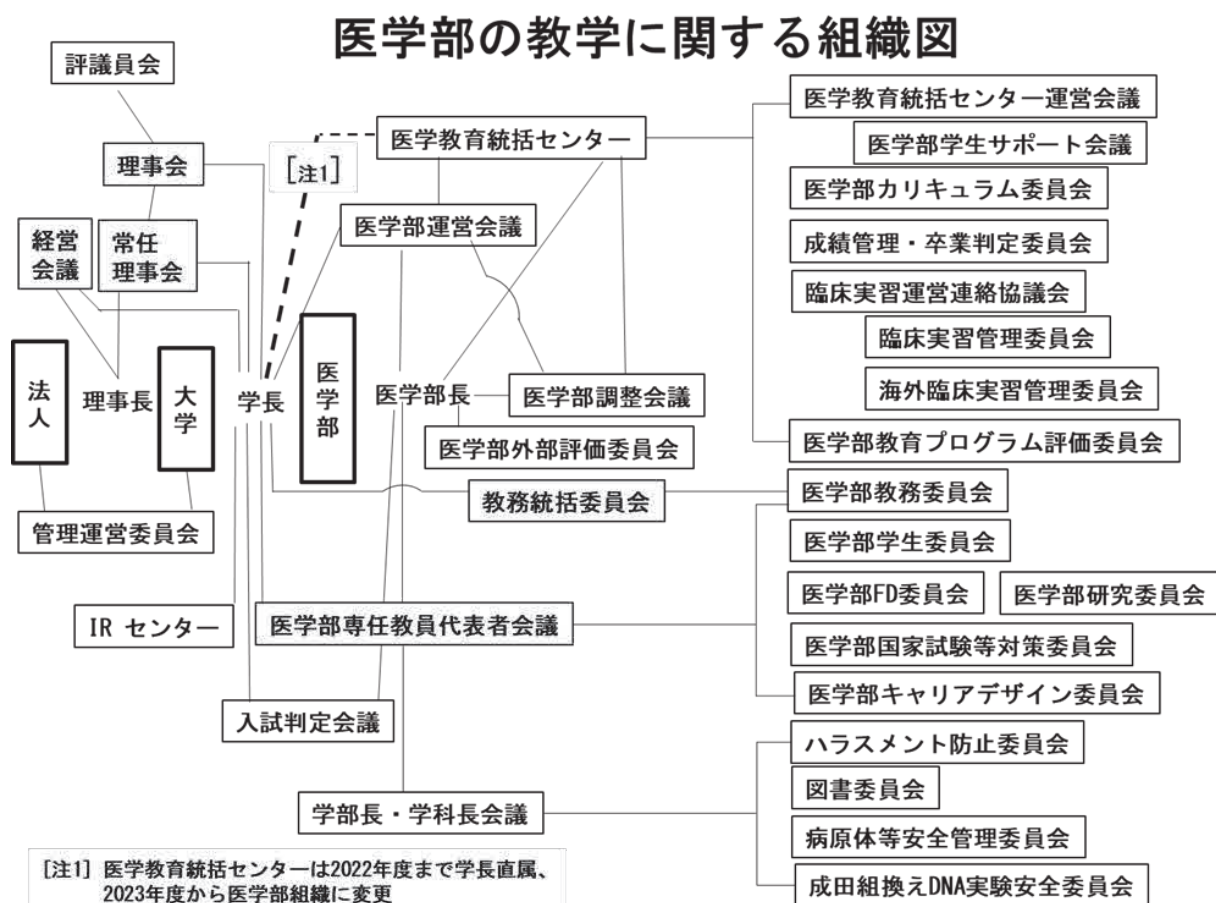 医学部の教学に関する組織図
評議員会
理事会
経営
会議
常任
理事会
法人
理事長
大学
管理運営委員会
[注1]
学長
医学部
医学教育統括センター
医学部運営会議
医学部長
医学部調整会議
医学部外部評価委員会
教務統括委員会
IR センター
医学部専任教員代表者会議
入試判定会議
学部長・学科長会議
医学教育統括センター運営会議
医学部学生サポート会議
医学部カリキュラム委員会
成績管理・卒業判定委員会
臨床実習運営連絡協議会
臨床実習管理委員会
海外臨床実習管理委員会
医学部教育プログラム評価委員会
医学部教務委員会
医学部学生委員会
医学部FD委員会
医学部研究委員会
医学部国家試験等対策委員会
医学部キャリアデザイン委員会
ハラスメント防止委員会
図書委員会
病原体等安全管理委員会
成田組換えDNA実験安全委員会
[注1] 医学教育統括センターは2022年度まで学長直属、
2023年度から医学部組織に変更